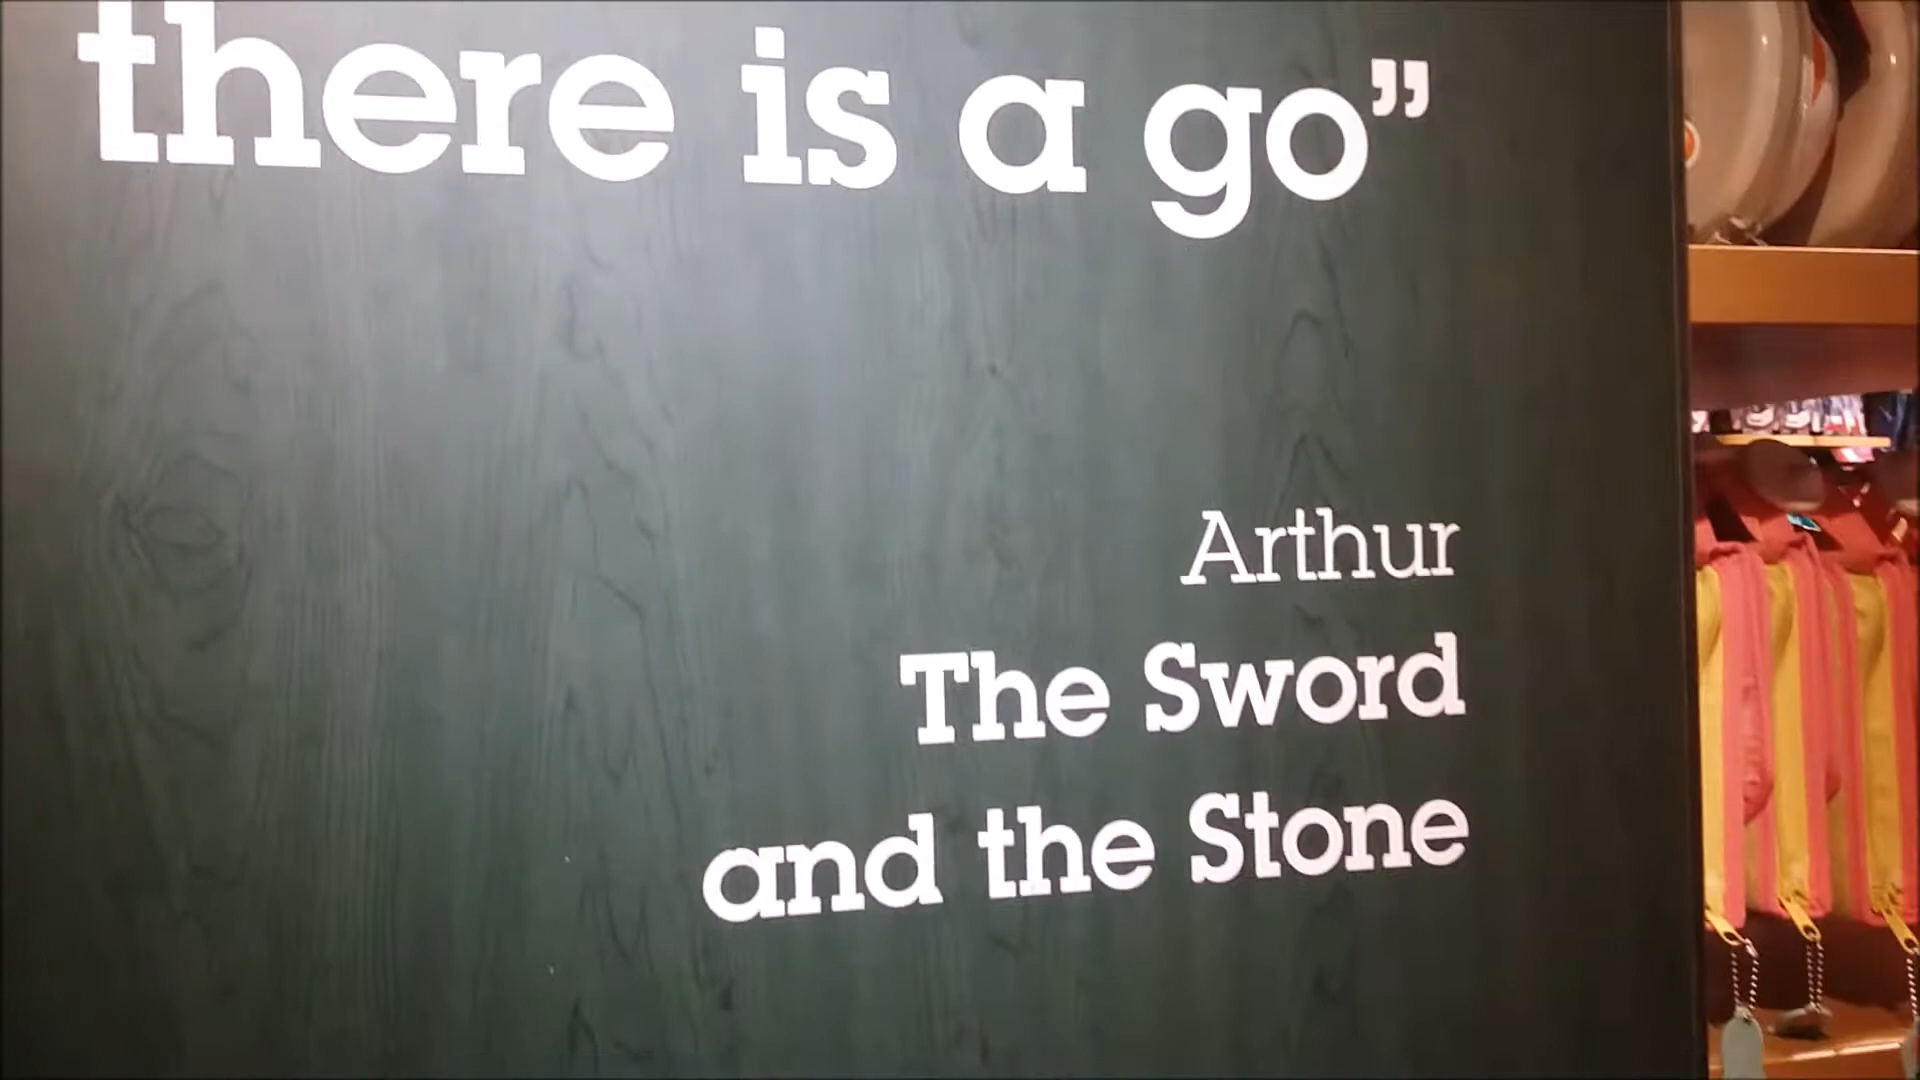 there is a go”
Arthur
The Sword
and the Stone